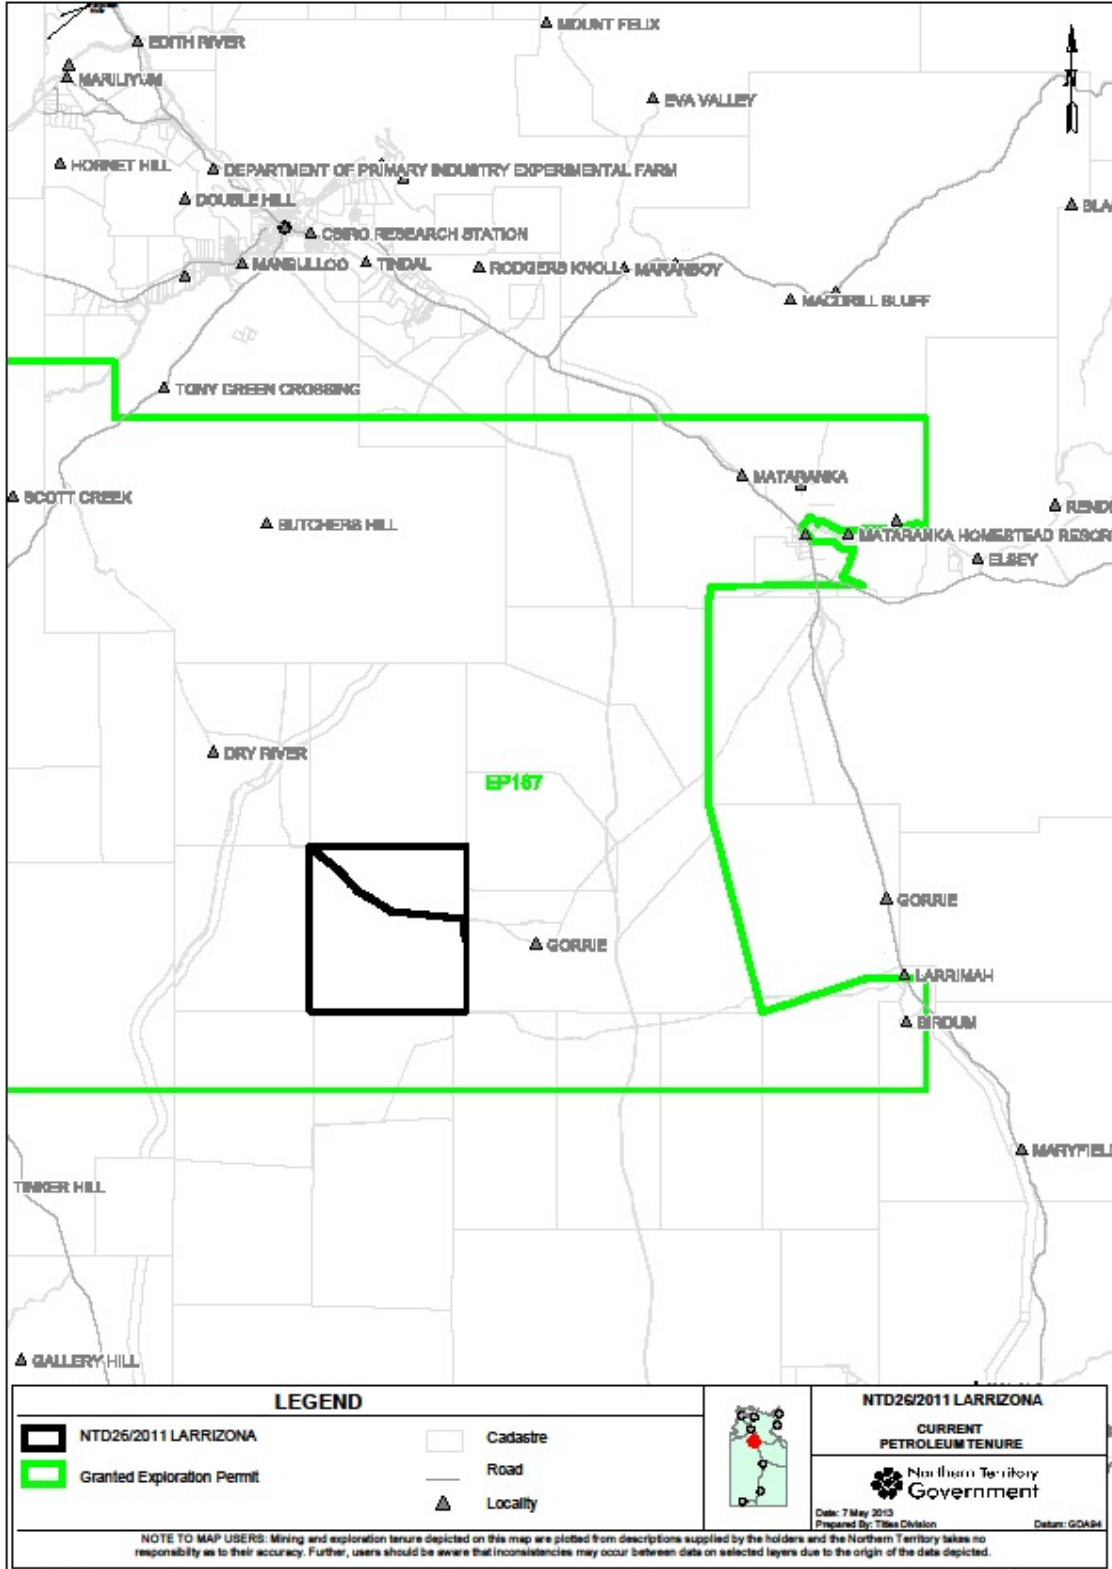 MOUNT FELIX
EDITH RIVER
N
MARILIYUM
EVA VALLEY
HORNET HILL
DEPARTMENT OF PRIMARY INDUSTRY EXPERIMENTAL FARM
DOUBLE HILL
BLA
CSIRO RESEARCH STATION
MANBULLOO
TINDAL
RODGERS KNOLL
MARANBOY
MACDRILL BLUFF
TONY GREEN CROSSING
MATARANKA
SCOTT CREEK
BUTCHERS HILL
REND
MATARANKA HOMESTEAD RESOR
ELSEY
DRY RIVER
EP167
GORRIE
GORRIE
LARRIMAH
BIRDUM
MARYFIEL
TINKER HILL
GALLERY HILL
LEGEND
NTD26/2011 LARRIZONA
Granted Exploration Permit
Cadastre
Road
Locality
NTD26/2011 LARRIZONA
CURRENT
PETROLEUM TENURE
Northern Territory
Government
Date: 7 May 2013
Prepared By: Titles Division
Datum: GDA94
NOTE TO MAP USERS: Mining and exploration tenure depicted on this map are plotted from descriptions supplied by the holders and the Northern Territory takes no
responsibility as to their accuracy. Further, users should be aware that inconsistencies may occur between data on selected layers due to the origin of the data depicted.